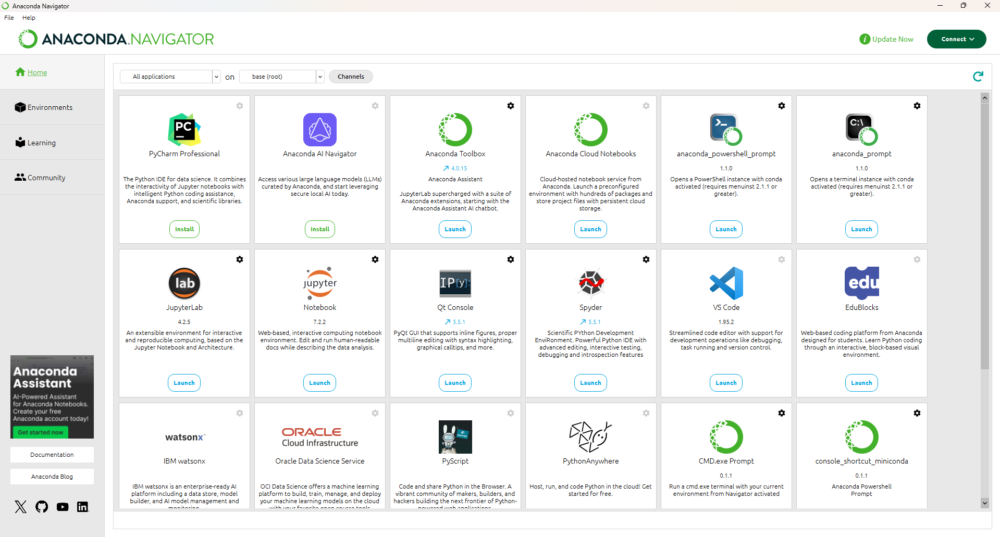 Anaconda Navigator
File Help
ANACONDA.NAVIGATOR
i Update Now
Connect
Home
Environments
Learning
Community
All applications on base (root) Channels
PyCharm Professional
The Python IDE for data science. It combines
the interactivity of Jupyter notebooks with
intelligent Python coding assistance,
Anaconda support, and scientific libraries.
Install
Anaconda AI Navigator
Access various large language models (LLMs)
curated by Anaconda, and start leveraging
secure local AI today.
Install
Anaconda Toolbox
4.0.15
Anaconda Assistant
JupyterLab supercharged with a suite of
Anaconda extensions, starting with the
Anaconda Assistant AI chatbot.
Launch
Anaconda Cloud Notebooks
Cloud-hosted notebook service from
Anaconda. Launch a preconfigured
environment with hundreds of packages and
store project files with persistent cloud
storage.
Launch
anaconda_powershell_prompt
1.1.0
Opens a PowerShell instance with conda
activated (requires menuinst 2.1.1 or
greater).
Launch
C:\
anaconda_prompt
1.1.0
Opens a terminal instance with conda
activated (requires menuinst 2.1.1 or
greater).
Launch
PC
lab
JupyterLab
4.2.5
An extensible environment for interactive
and reproducible computing, based on the
Jupyter Notebook and Architecture.
Launch
jupyter
Notebook
7.2.2
Web-based, interactive computing notebook
environment. Edit and run human-readable
docs while describing the data analysis.
Launch
IP[y]:
Qt Console
5.5.1
PyQt GUI that supports inline figures, proper
multiline editing with syntax highlighting,
graphical calltips, and more.
Launch
Spyder
5.5.1
Scientific PYthon Development
EnviRonment. Powerful Python IDE with
advanced editing, interactive testing,
debugging and introspection features
Launch
VS Code
1.95.2
Streamlined code editor with support for
development operations like debugging,
task running and version control.
Launch
edu
EduBlocks
Web-based coding platform from Anaconda
designed for students. Learn Python coding
through an interactive, block-based visual
environment.
Launch
watsonx™
IBM watsonx
IBM watsonx is an enterprise-ready AI
platform including a data store, model
builder, and AI model management and
monitoring.
ORACLE
Cloud Infrastructure
Oracle Data Science Service
OCI Data Science offers a machine learning
platform to build, train, manage, and deploy
your machine learning models on the cloud
with your favorite open source tools
PyScript
Code and share Python in the Browser. A
vibrant community of makers, builders, and
hackers building the next frontier of Python-
powered web applications.
PythonAnywhere
Host, run, and code Python in the cloud! Get
started for free.
CMD.exe Prompt
0.1.1
Run a cmd.exe terminal with your current
environment from Navigator activated
console_shortcut_miniconda
0.1.1
Anaconda Powershell
Prompt
Anaconda
Assistant
AI-Powered Assistant
for Anaconda Notebooks.
Create your free
Anaconda account today!
Get started now
Documentation
Anaconda Blog